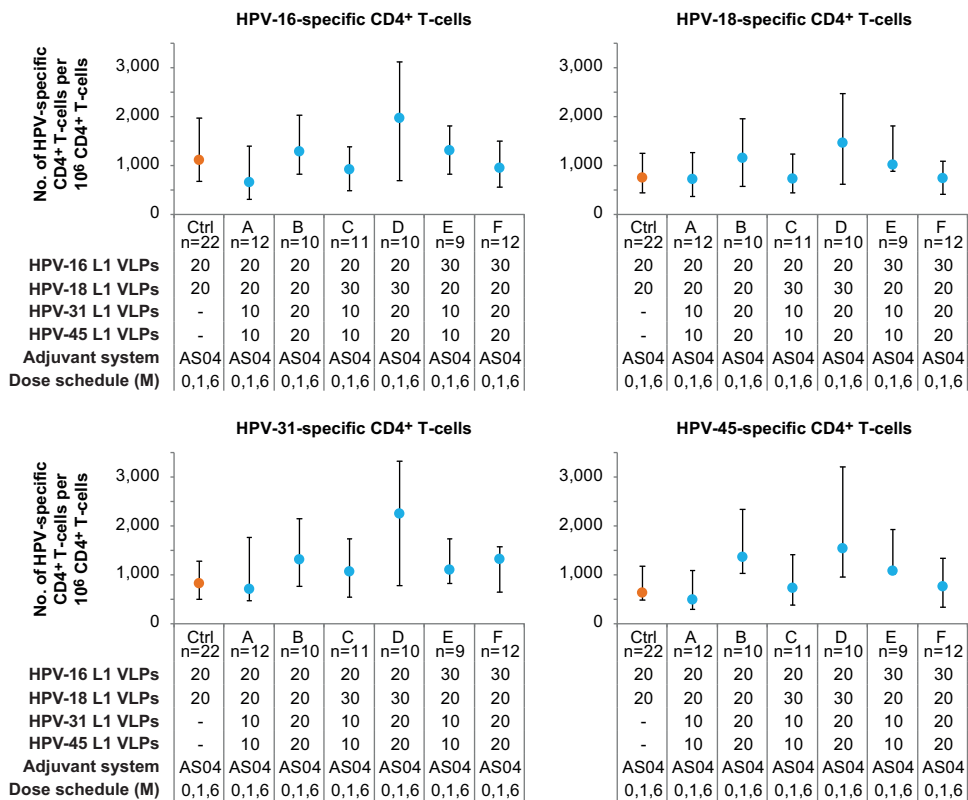 HPV-16-specific CD4+ T-cells
No. of HPV-specific
CD4+ T-cells per
10⁶ CD4+ T-cells
3,000
2,000
1,000
0
Ctrl A B C D E F
n=22 n=12 n=10 n=11 n=10 n=9 n=12
HPV-16 L1 VLPs 20 20 20 20 20 30 30
HPV-18 L1 VLPs 20 20 20 30 30 20 20
HPV-31 L1 VLPs - 10 20 10 20 10 20
HPV-45 L1 VLPs - 10 20 10 20 10 20
Adjuvant system AS04 AS04 AS04 AS04 AS04 AS04 AS04
Dose schedule (M) 0,1,6 0,1,6 0,1,6 0,1,6 0,1,6 0,1,6 0,1,6
HPV-18-specific CD4+ T-cells
3,000
2,000
1,000
0
Ctrl A B C D E F
n=22 n=12 n=10 n=11 n=10 n=9 n=12
20 20 20 20 20 30 30
20 20 20 30 30 20 20
- 10 20 10 20 10 20
- 10 20 10 20 10 20
AS04 AS04 AS04 AS04 AS04 AS04 AS04
0,1,6 0,1,6 0,1,6 0,1,6 0,1,6 0,1,6 0,1,6
HPV-31-specific CD4+ T-cells
No. of HPV-specific
CD4+ T-cells per
10⁶ CD4+ T-cells
3,000
2,000
1,000
0
Ctrl A B C D E F
n=22 n=12 n=10 n=11 n=10 n=9 n=12
HPV-16 L1 VLPs 20 20 20 20 20 30 30
HPV-18 L1 VLPs 20 20 20 30 30 20 20
HPV-31 L1 VLPs - 10 20 10 20 10 20
HPV-45 L1 VLPs - 10 20 10 20 10 20
Adjuvant system AS04 AS04 AS04 AS04 AS04 AS04 AS04
Dose schedule (M) 0,1,6 0,1,6 0,1,6 0,1,6 0,1,6 0,1,6 0,1,6
HPV-45-specific CD4+ T-cells
3,000
2,000
1,000
0
Ctrl A B C D E F
n=22 n=12 n=10 n=11 n=10 n=9 n=12
20 20 20 20 20 30 30
20 20 20 30 30 20 20
- 10 20 10 20 10 20
- 10 20 10 20 10 20
AS04 AS04 AS04 AS04 AS04 AS04 AS04
0,1,6 0,1,6 0,1,6 0,1,6 0,1,6 0,1,6 0,1,6